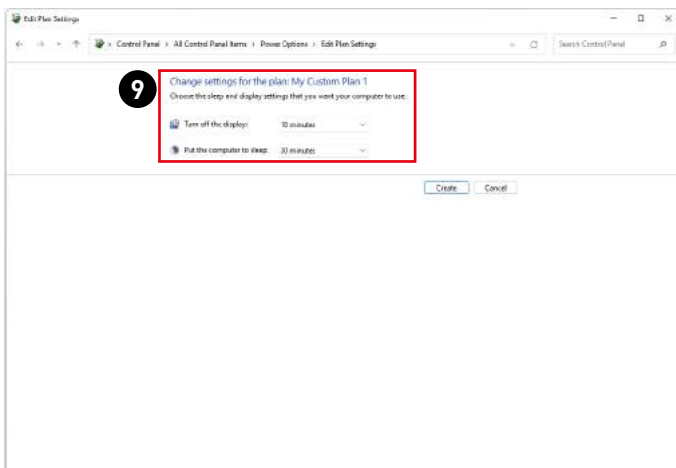 Edit Plan Settings
Control Panel > All Control Panel Items > Power Options > Edit Plan Settings
Search Control Panel
9
Change settings for the plan: My Custom Plan 1
Choose the sleep and display settings that you want your computer to use.
Turn off the display: 10 minutes
Put the computer to sleep: 30 minutes
Create Cancel